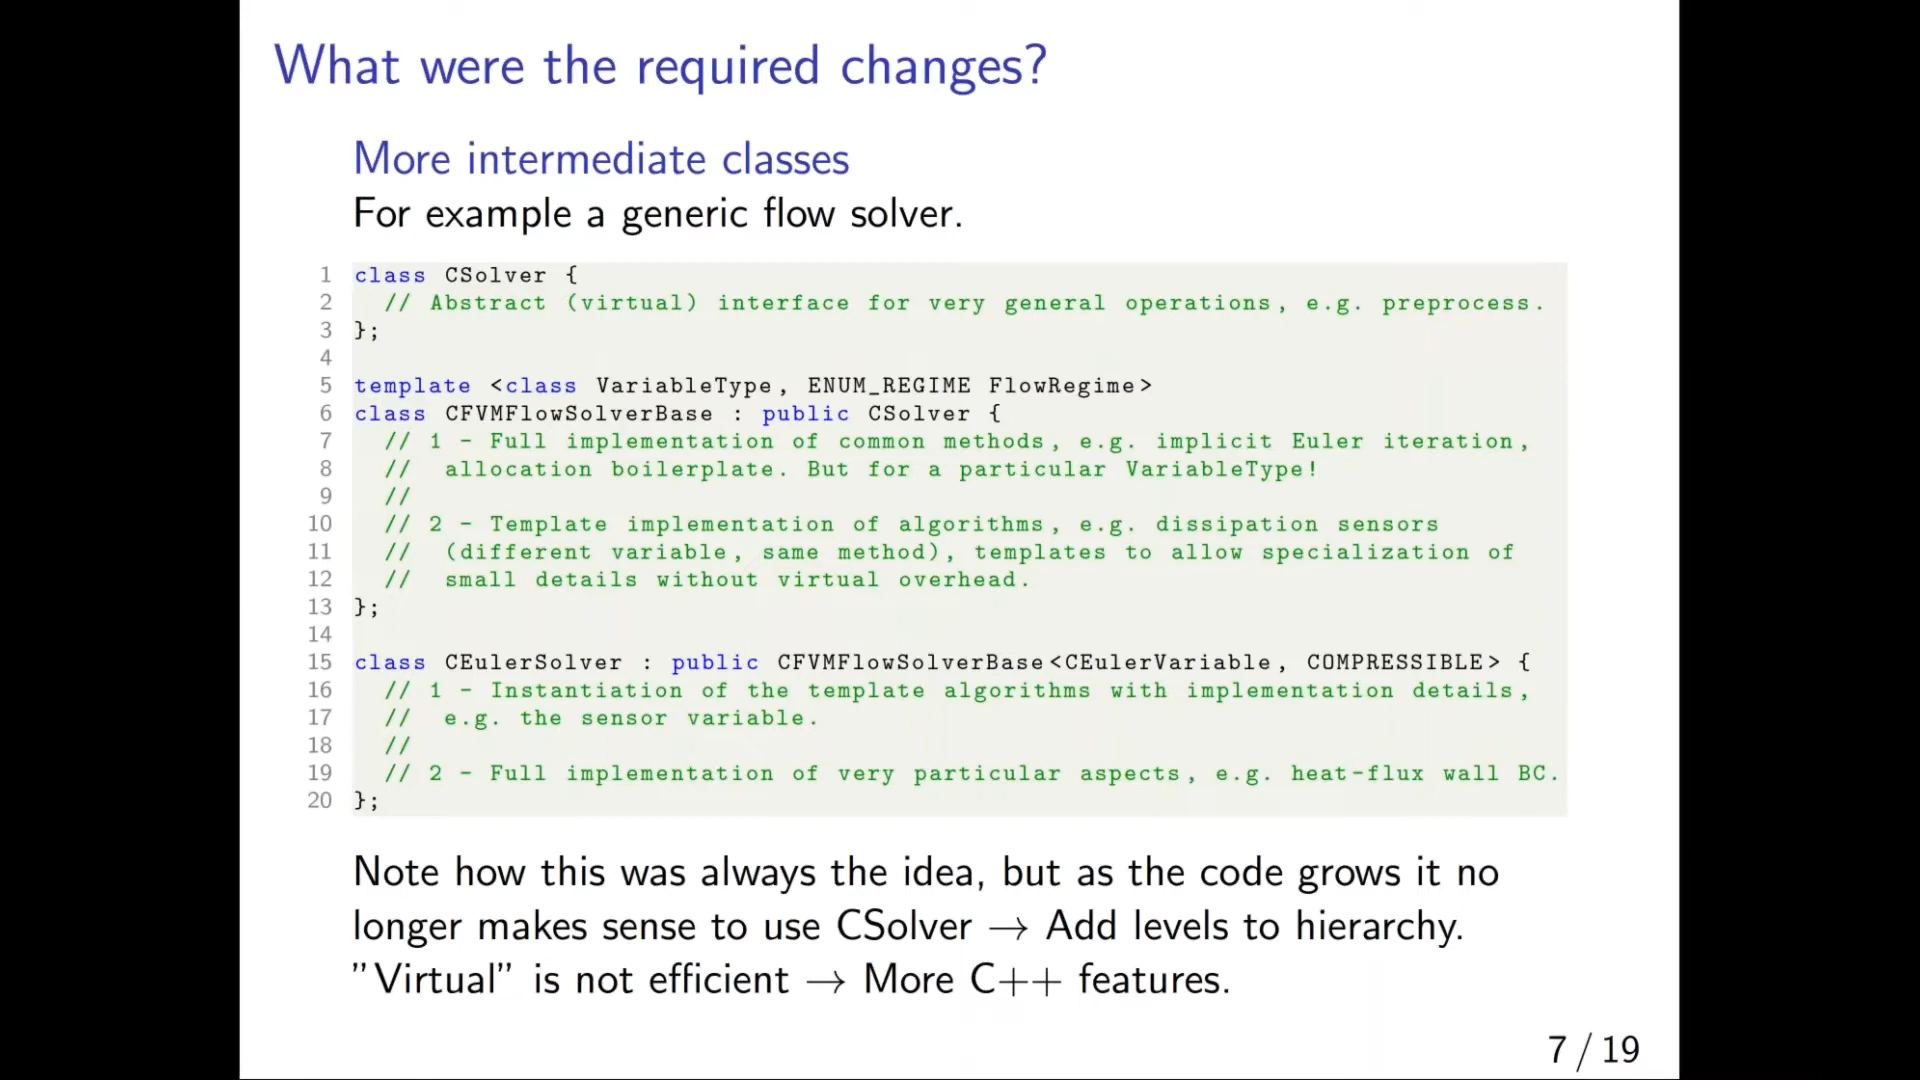 What were the required changes?
More intermediate classes
For example a generic flow solver.
1 class CSolver {
2 // Abstract (virtual) interface for very general operations, e.g. preprocess.
3 };
4
5 template <class VariableType, ENUM_REGIME FlowRegime>
6 class CFVMFlowSolverBase : public CSolver {
7 // 1 - Full implementation of common methods, e.g. implicit Euler iteration,
8 // allocation boilerplate. But for a particular VariableType!
9 //
10 // 2 - Template implementation of algorithms, e.g. dissipation sensors
11 // (different variable, same method), templates to allow specialization of
12 // small details without virtual overhead.
13 };
14
15 class CEulerSolver : public CFVMFlowSolverBase<CEulerVariable, COMPRESSIBLE> {
16 // 1 - Instantiation of the template algorithms with implementation details,
17 // e.g. the sensor variable.
18 //
19 // 2 - Full implementation of very particular aspects, e.g. heat-flux wall BC.
20 };
Note how this was always the idea, but as the code grows it no
longer makes sense to use CSolver → Add levels to hierarchy.
”Virtual” is not efficient → More C++ features.
7 / 19